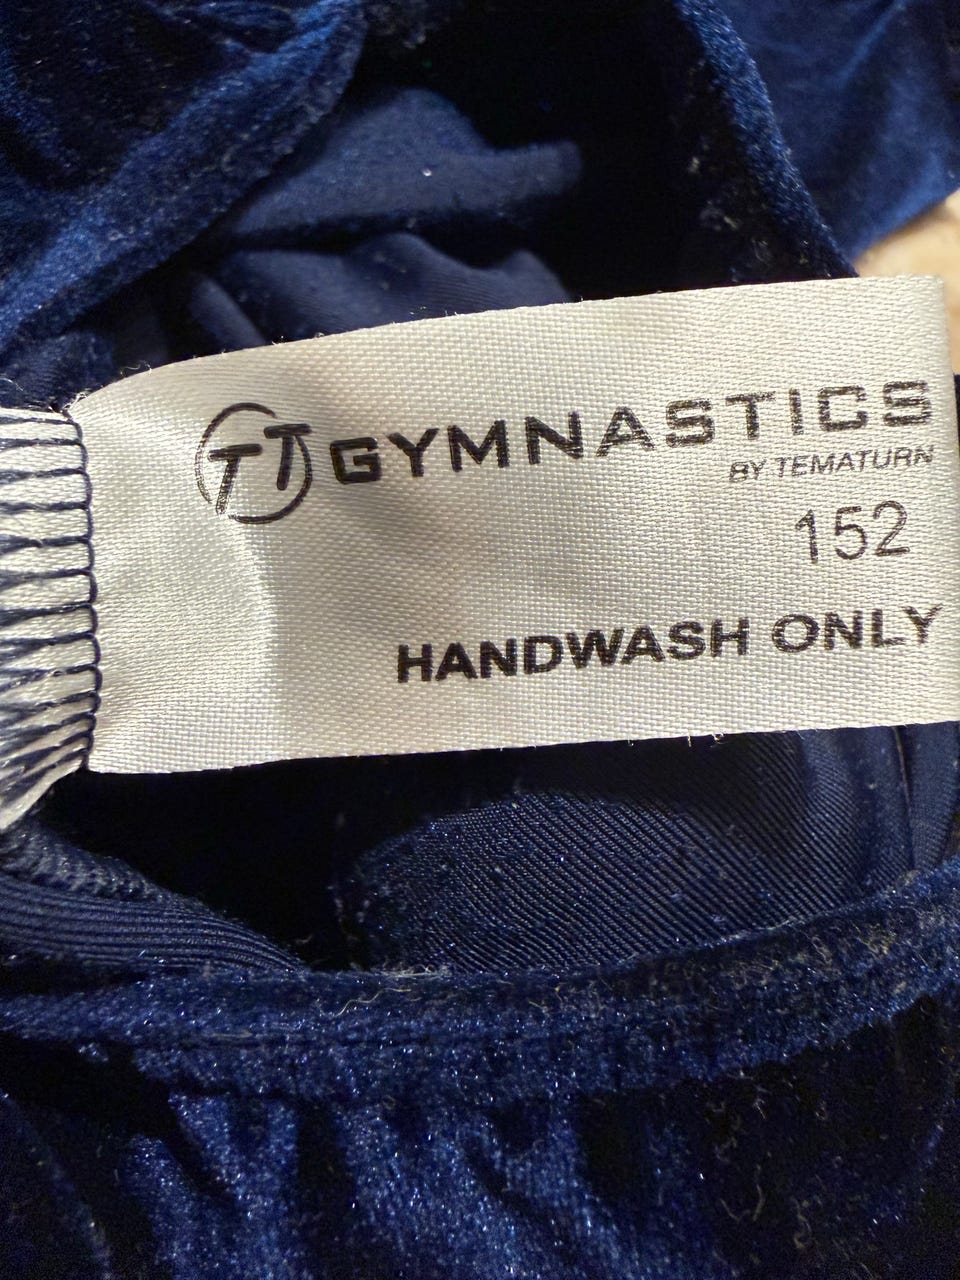 TT GYMNASTICS
BY TEMATURN
152
HANDWASH ONLY